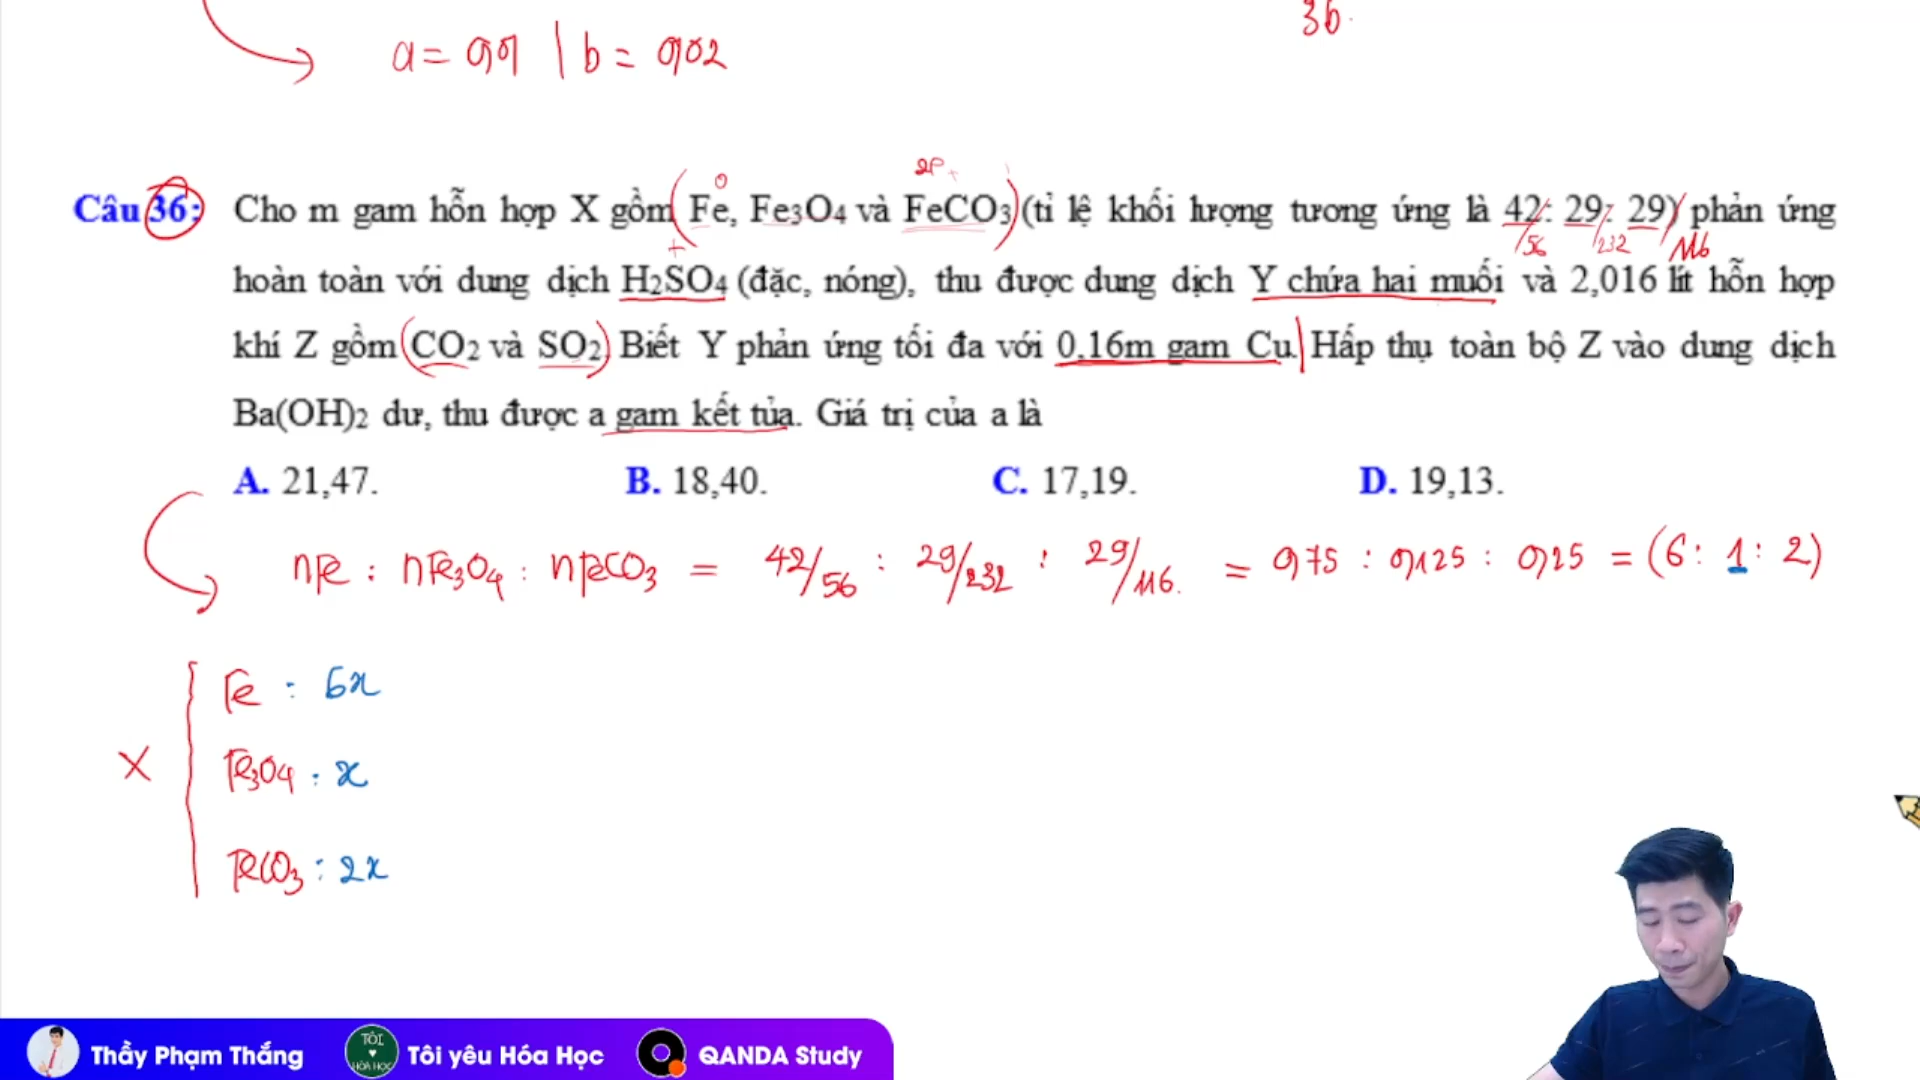 36.
a = 0,01 | b = 0,02
Câu 36: Cho m gam hỗn hợp X gồm (Fe, Fe3O4 và FeCO3) (tỉ lệ khối lượng tương ứng là 42: 29: 29) phản ứng
hoàn toàn với dung dịch H2SO4 (đặc, nóng), thu được dung dịch Y chứa hai muối và 2,016 lít hỗn hợp
khí Z gồm (CO2 và SO2). Biết Y phản ứng tối đa với 0,16m gam Cu. Hấp thụ toàn bộ Z vào dung dịch
Ba(OH)2 dư, thu được a gam kết tủa. Giá trị của a là
A. 21,47. B. 18,40. C. 17,19. D. 19,13.
nFe : nFe3O4 : nFeCO3 = 42/56 : 29/232 : 29/116. = 0,75 : 0,125 : 0,25 = (6 : 1 : 2)
Fe : 6x
X Fe3O4 : x
FeCO3 : 2x
Thầy Phạm Thắng TÔI ♥ HÓA HỌC Tôi yêu Hóa Học QANDA Study